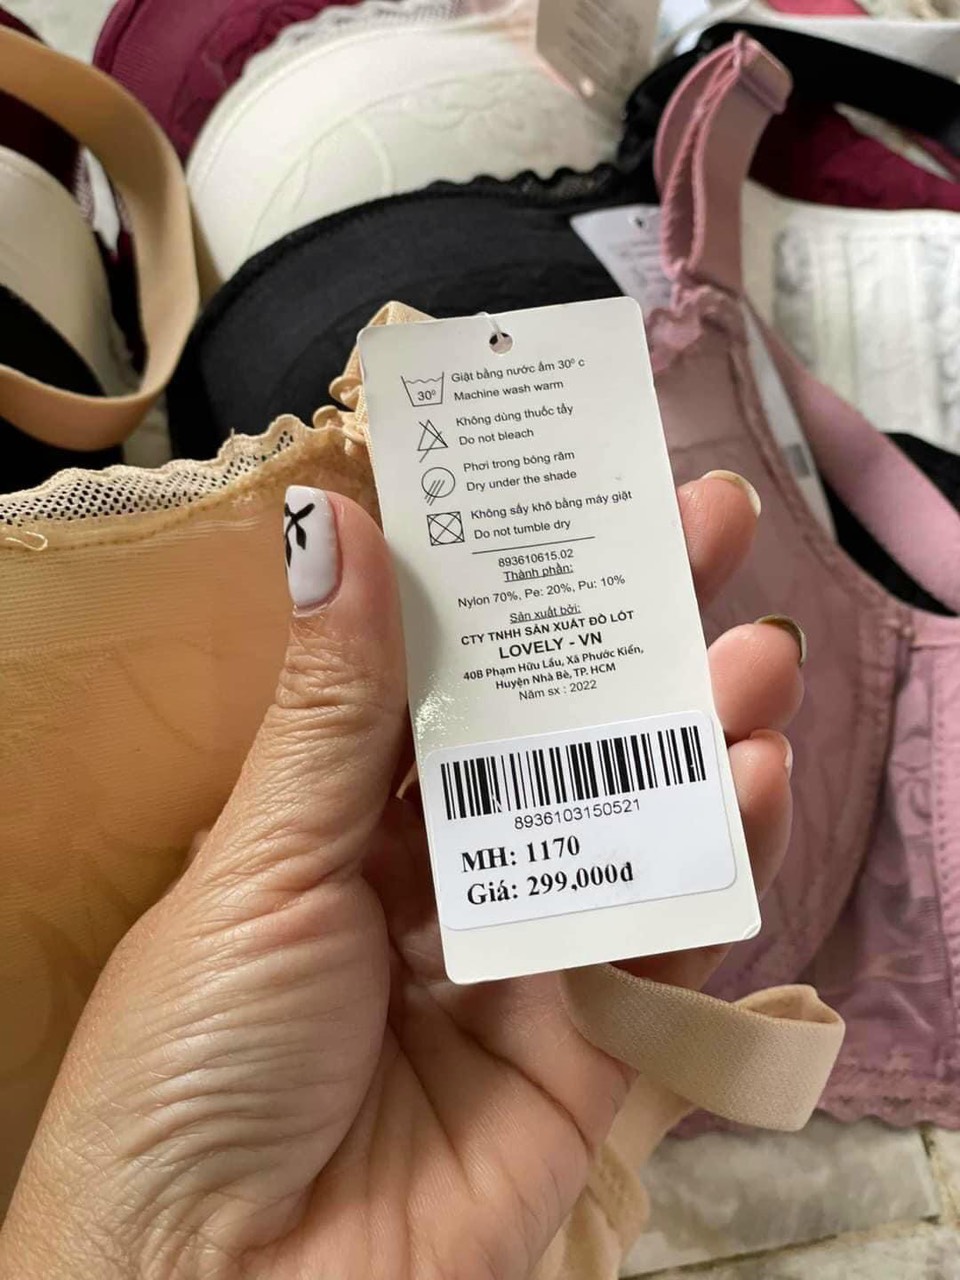 30⁰
Giặt bằng nước ấm 30⁰ c
Machine wash warm
Không dùng thuốc tẩy
Do not bleach
Phơi trong bóng râm
Dry under the shade
Không sấy khô bằng máy giặt
Do not tumble dry
893610615.02
Thành phần:
Nylon 70%, Pe: 20%, Pu: 10%
Sản xuất bởi:
CTY TNHH SẢN XUẤT ĐỒ LÓT
LOVELY - VN
40B Phạm Hữu Lầu, Xã Phước Kiển,
Huyện Nhà Bè, TP. HCM
Năm sx : 2022
8936103150521
MH: 1170
Giá: 299,000đ